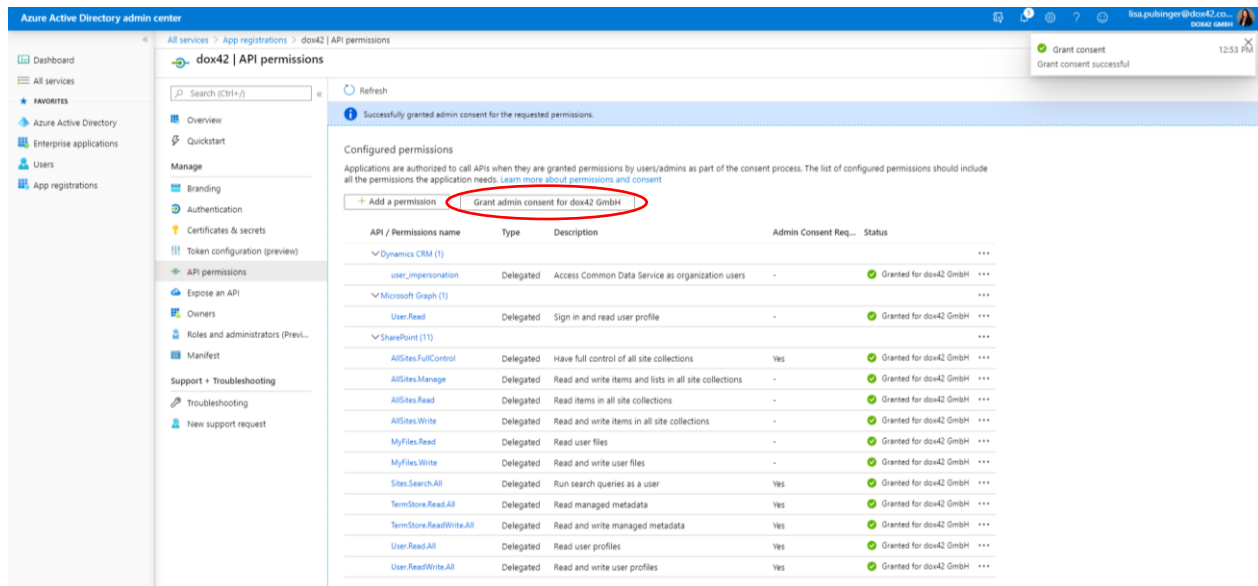 Azure Active Directory admin center
1
?
lisa.pulsinger@dox42.co...
DOX42 GMBH
«
Dashboard
All services
FAVORITES
Azure Active Directory
Enterprise applications
Users
App registrations
All services > App registrations > dox42 | API permissions
dox42 | API permissions
Search (Ctrl+/)
«
Overview
Quickstart
Manage
Branding
Authentication
Certificates & secrets
Token configuration (preview)
API permissions
Expose an API
Owners
Roles and administrators (Previ...
Manifest
Support + Troubleshooting
Troubleshooting
New support request
Grant consent 12:53 PM
Grant consent successful
Refresh
Successfully granted admin consent for the requested permissions.
Configured permissions
Applications are authorized to call APIs when they are granted permissions by users/admins as part of the consent process. The list of configured permissions should include
all the permissions the application needs. Learn more about permissions and consent
+ Add a permission Grant admin consent for dox42 GmbH
API / Permissions name Type Description Admin Consent Req... Status
Dynamics CRM (1) ...
user_impersonation Delegated Access Common Data Service as organization users - Granted for dox42 GmbH ...
Microsoft Graph (1) ...
User.Read Delegated Sign in and read user profile - Granted for dox42 GmbH ...
SharePoint (11) ...
AllSites.FullControl Delegated Have full control of all site collections Yes Granted for dox42 GmbH ...
AllSites.Manage Delegated Read and write items and lists in all site collections - Granted for dox42 GmbH ...
AllSites.Read Delegated Read items in all site collections - Granted for dox42 GmbH ...
AllSites.Write Delegated Read and write items in all site collections - Granted for dox42 GmbH ...
MyFiles.Read Delegated Read user files - Granted for dox42 GmbH ...
MyFiles.Write Delegated Read and write user files - Granted for dox42 GmbH ...
Sites.Search.All Delegated Run search queries as a user Yes Granted for dox42 GmbH ...
TermStore.Read.All Delegated Read managed metadata Yes Granted for dox42 GmbH ...
TermStore.ReadWrite.All Delegated Read and write managed metadata Yes Granted for dox42 GmbH ...
User.Read.All Delegated Read user profiles Yes Granted for dox42 GmbH ...
User.ReadWrite.All Delegated Read and write user profiles Yes Granted for dox42 GmbH ...